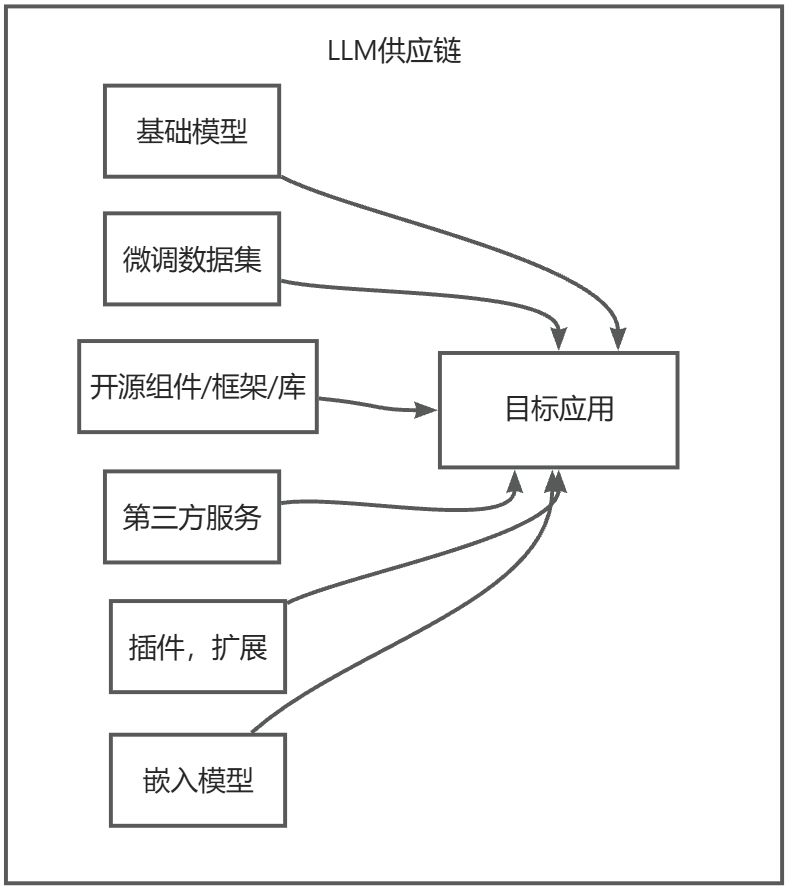 LLM供应链
基础模型
微调数据集
开源组件/框架/库
目标应用
第三方服务
插件，扩展
嵌入模型